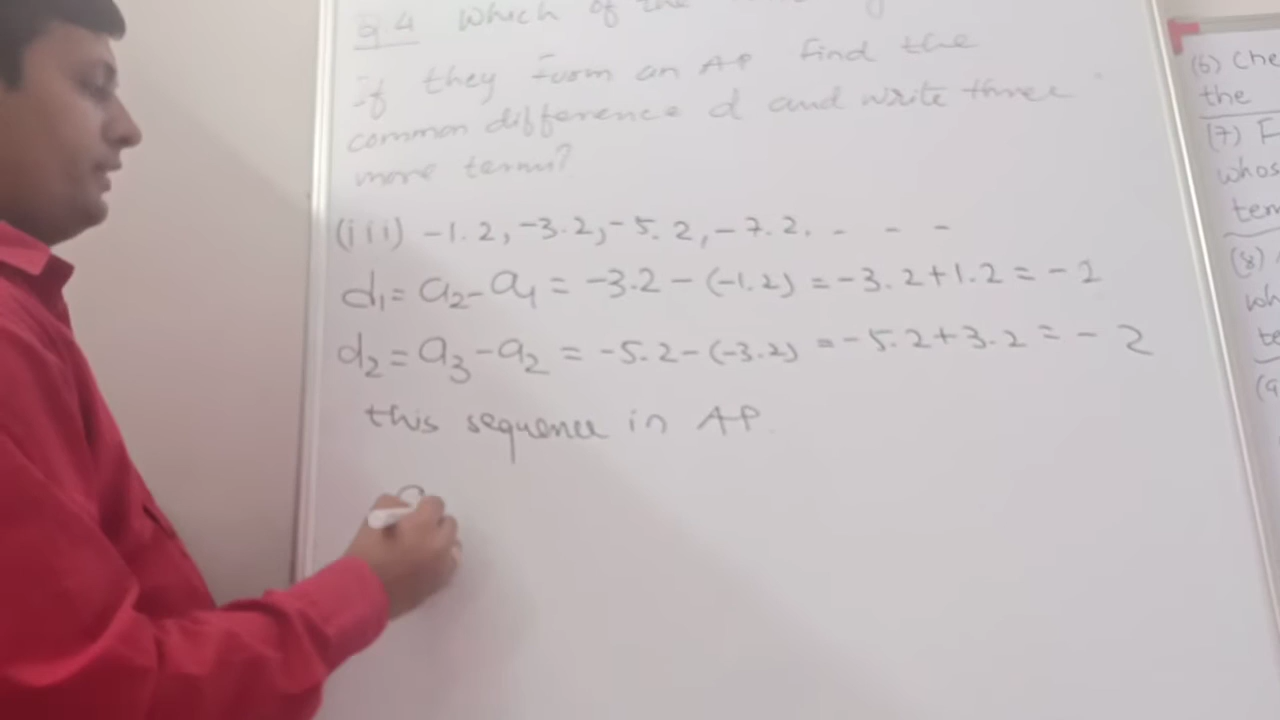 Q.4 Which of the
If they form an AP find the
common difference d and write three
more terms?
(iii) -1.2, -3.2, -5.2, -7.2. - - -
d₁ = a₂ - a₁ = -3.2 - (-1.2) = -3.2 + 1.2 = -2
d₂ = a₃ - a₂ = -5.2 - (-3.2) = -5.2 + 3.2 = -2
this sequence in AP.
(6) Che
the
(7) F
whos
ten
(8)
wh
te
(9